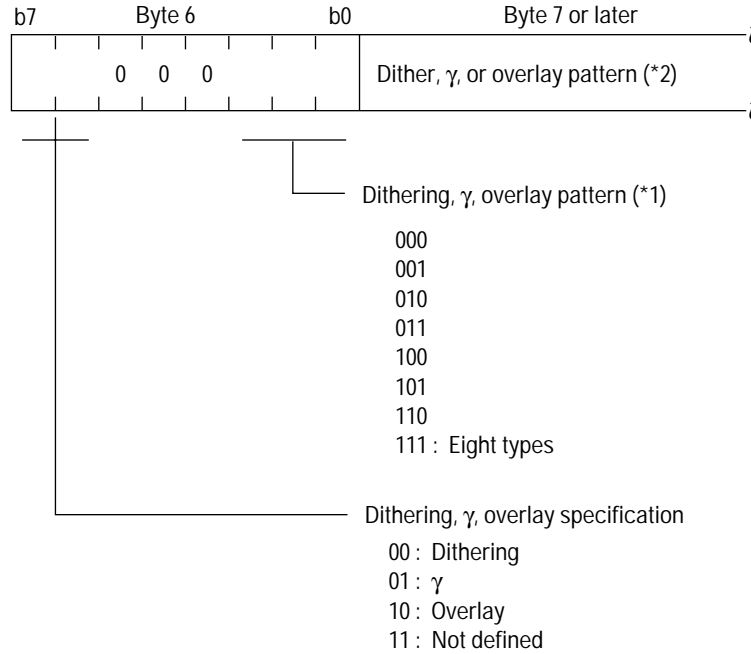 b7 Byte 6 b0 Byte 7 or later
0 0 0 Dither, γ, or overlay pattern (*2)
Dithering, γ, overlay pattern (*1)
000
001
010
011
100
101
110
111 : Eight types
Dithering, γ, overlay specification
00 : Dithering
01 : γ
10 : Overlay
11 : Not defined